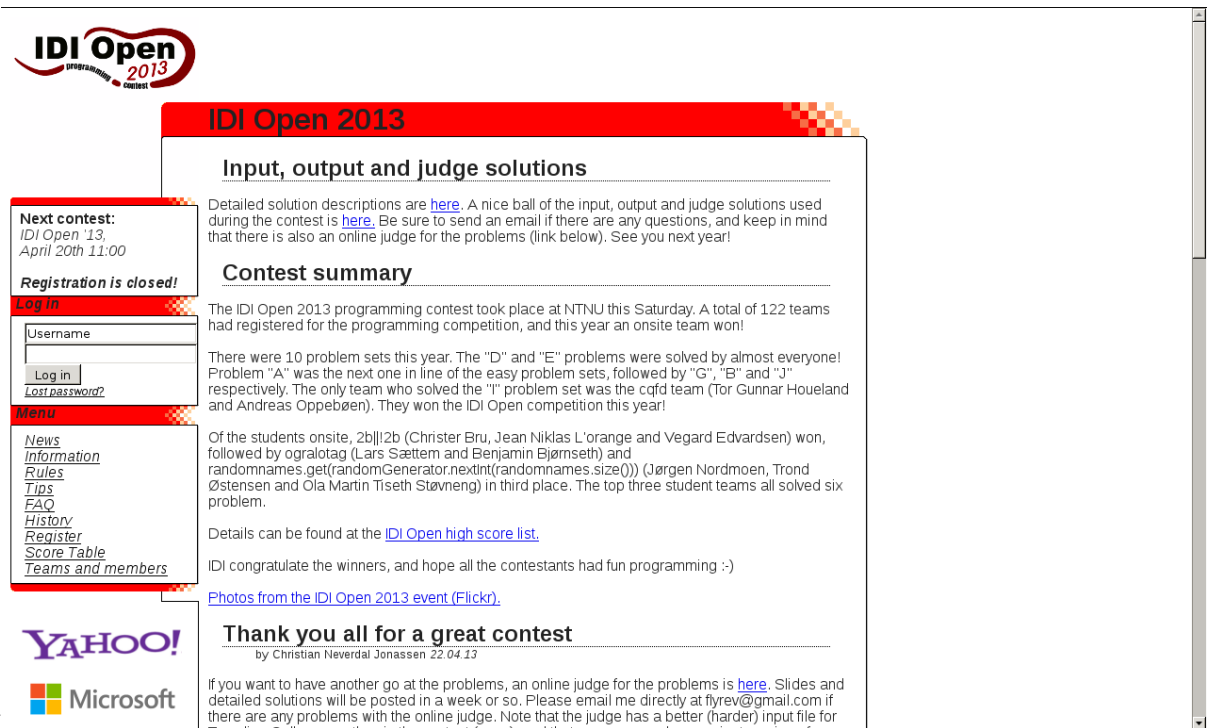 IDI Open
programming
2013
contest
IDI Open 2013
Input, output and judge solutions
Detailed solution descriptions are here. A nice ball of the input, output and judge solutions used
during the contest is here. Be sure to send an email if there are any questions, and keep in mind
that there is also an online judge for the problems (link below). See you next year!
Next contest:
IDI Open '13,
April 20th 11:00
Registration is closed!
Log in
Username
Log in
Lost password?
Menu
News
Information
Rules
Tips
FAQ
History
Register
Score Table
Teams and members
YAHOO!
Microsoft
Contest summary
The IDI Open 2013 programming contest took place at NTNU this Saturday. A total of 122 teams
had registered for the programming competition, and this year an onsite team won!
There were 10 problem sets this year. The "D" and "E" problems were solved by almost everyone!
Problem "A" was the next one in line of the easy problem sets, followed by "G", "B" and "J"
respectively. The only team who solved the "I" problem set was the cqfd team (Tor Gunnar Houeland
and Andreas Oppebøen). They won the IDI Open competition this year!
Of the students onsite, 2b||!2b (Christer Bru, Jean Niklas L'orange and Vegard Edvardsen) won,
followed by ogralotag (Lars Sættem and Benjamin Bjørnseth) and
randomnames.get(randomGenerator.nextInt(randomnames.size())) (Jørgen Nordmoen, Trond
Østensen and Ola Martin Tiseth Støvneng) in third place. The top three student teams all solved six
problem.
Details can be found at the IDI Open high score list.
IDI congratulate the winners, and hope all the contestants had fun programming :-)
Photos from the IDI Open 2013 event (Flickr).
Thank you all for a great contest
by Christian Neverdal Jonassen 22.04.13
If you want to have another go at the problems, an online judge for the problems is here. Slides and
detailed solutions will be posted in a week or so. Please email me directly at flyrev@gmail.com if
there are any problems with the online judge. Note that the judge has a better (harder) input file for